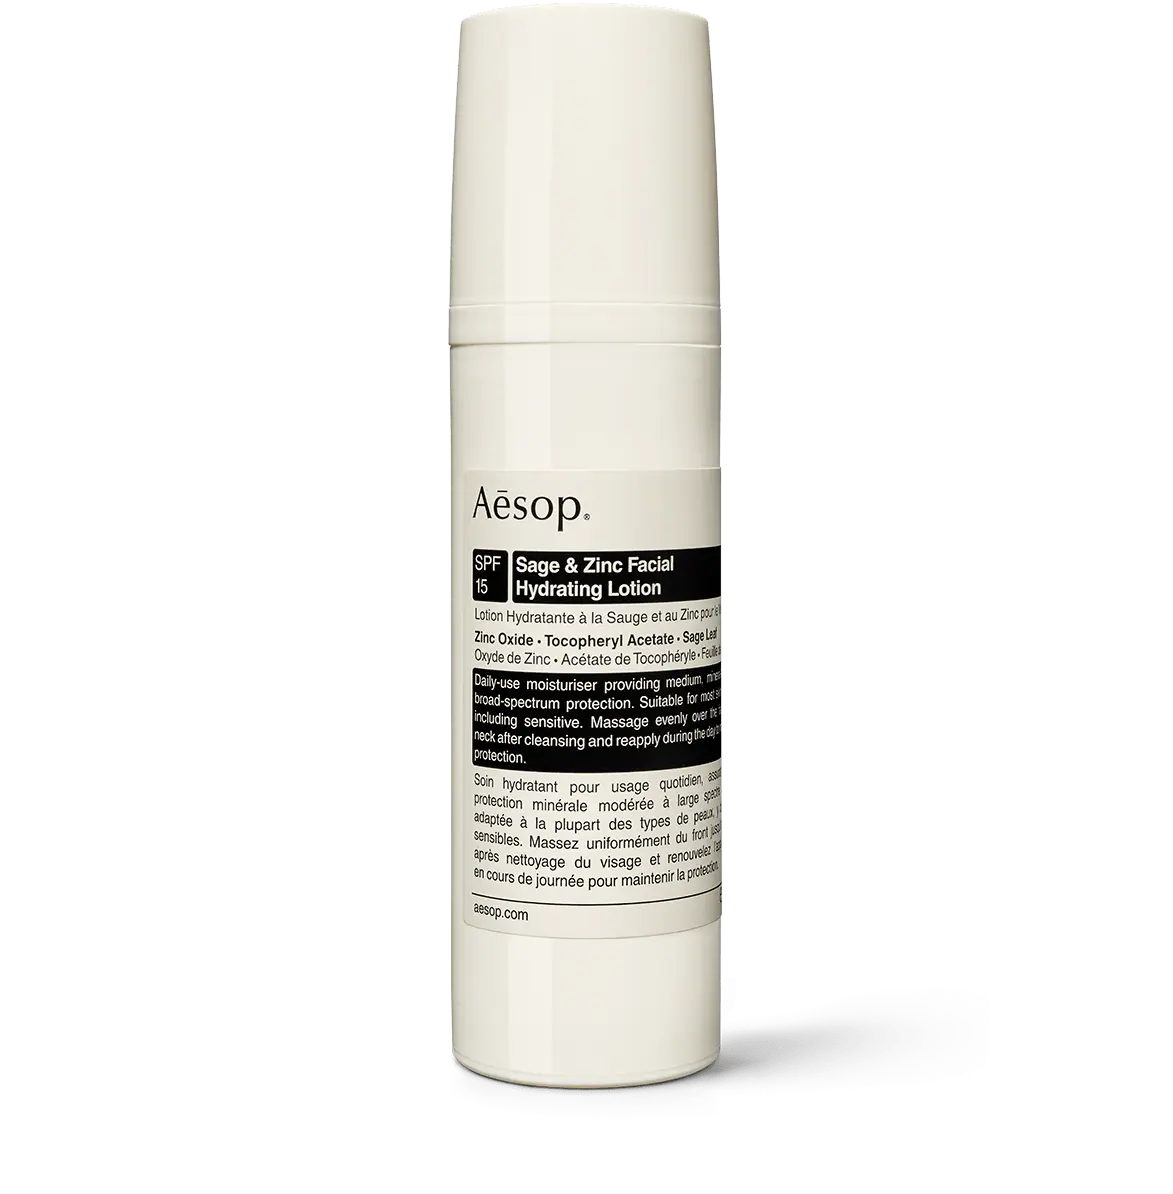 Aēsop®
SPF
15
Sage & Zinc Facial
Hydrating Lotion
Lotion Hydratante à la Sauge et au Zinc pour le
Zinc Oxide • Tocopheryl Acetate • Sage Leaf
Oxyde de Zinc • Acétate de Tocophéryle • Feuille
Daily-use moisturiser providing medium,
broad-spectrum protection. Suitable for most
including sensitive. Massage evenly over the
neck after cleansing and reapply during the day
protection.
Soin hydratant pour usage quotidien,
protection minérale modérée à large
adaptée à la plupart des types de peaux,
sensibles. Massez uniformément du front
après nettoyage du visage et renouvelez
en cours de journée pour maintenir la protection.
aesop.com